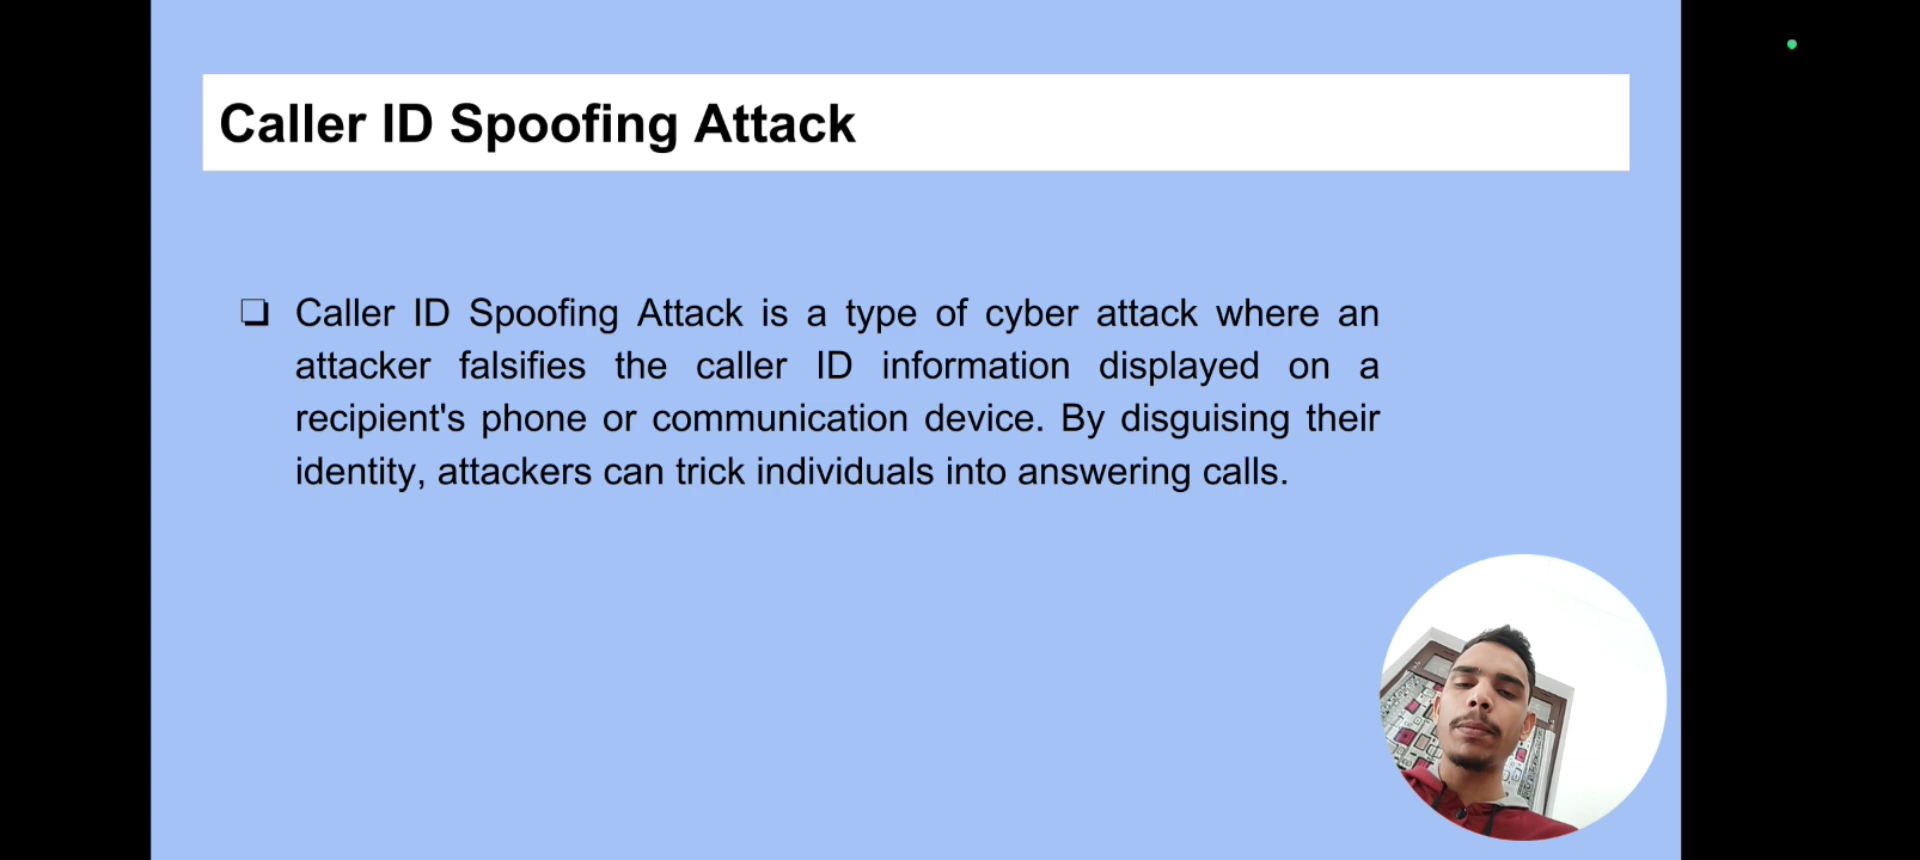 Caller ID Spoofing Attack
❏ Caller ID Spoofing Attack is a type of cyber attack where an
attacker falsifies the caller ID information displayed on a
recipient's phone or communication device. By disguising their
identity, attackers can trick individuals into answering calls.